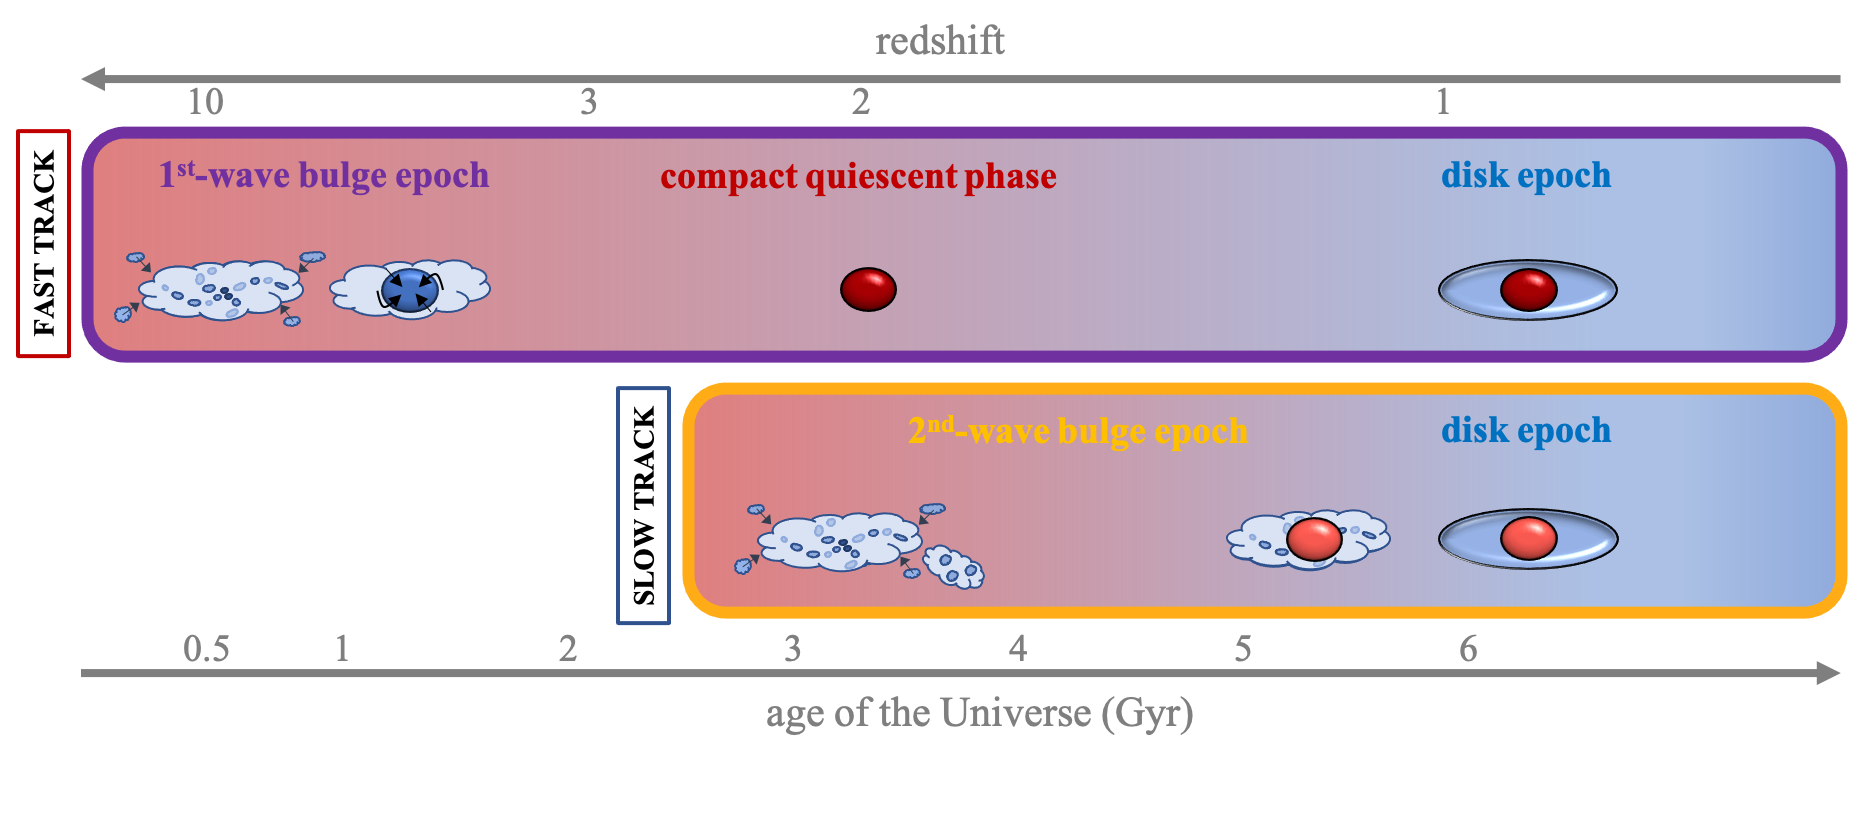 redshift
10 3 2 1
FAST TRACK
1st-wave bulge epoch
compact quiescent phase
disk epoch
SLOW TRACK
2nd-wave bulge epoch
disk epoch
0.5 1 2 3 4 5 6
age of the Universe (Gyr)